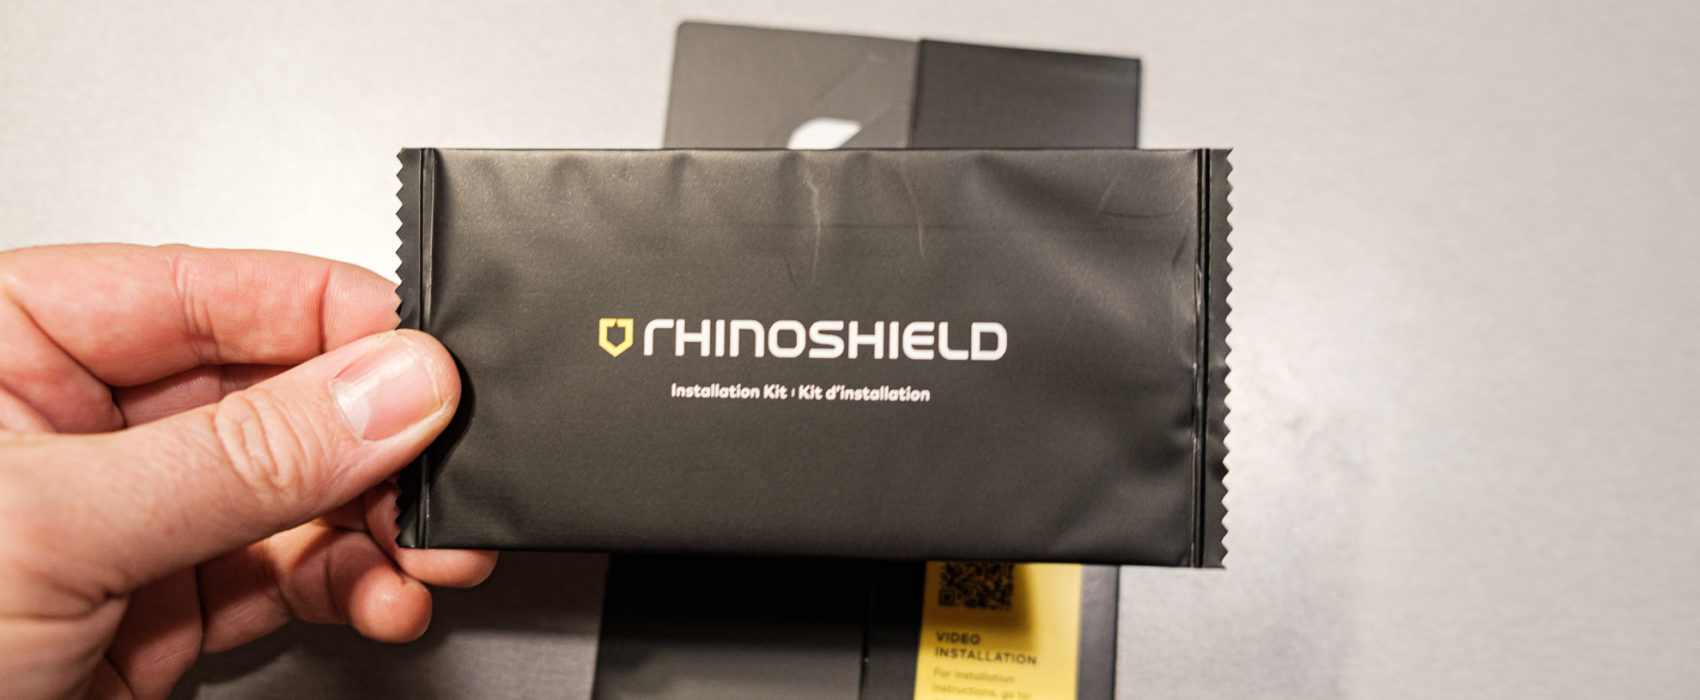 RHINOSHIELD
Installation Kit | Kit d'installation
VIDEO
INSTALLATION
For installation
instructions, go to: